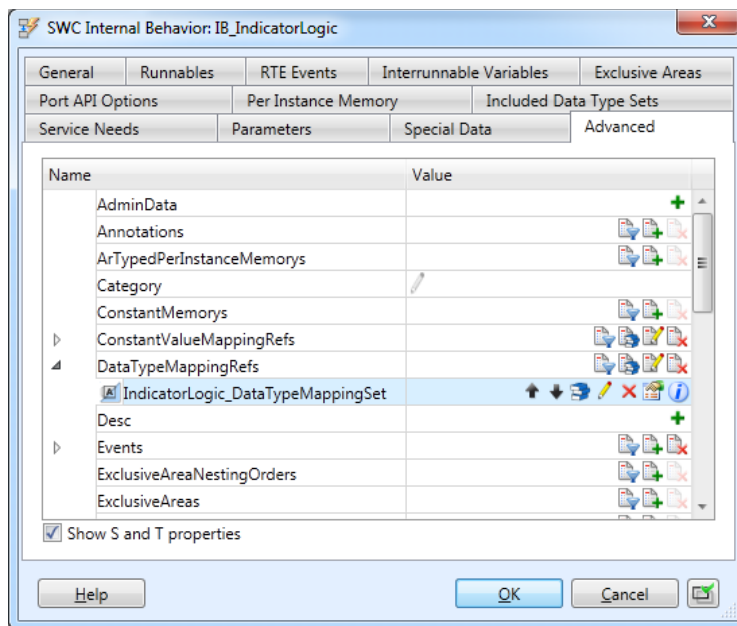 SWC Internal Behavior: IB_IndicatorLogic
General Runnables RTE Events Interrunnable Variables Exclusive Areas
Port API Options Per Instance Memory Included Data Type Sets
Service Needs Parameters Special Data Advanced
Name Value
AdminData
Annotations
ArTypedPerInstanceMemorys
Category
ConstantMemorys
ConstantValueMappingRefs
DataTypeMappingRefs
IndicatorLogic_DataTypeMappingSet
Desc
Events
ExclusiveAreaNestingOrders
ExclusiveAreas
Show S and T properties
Help OK Cancel